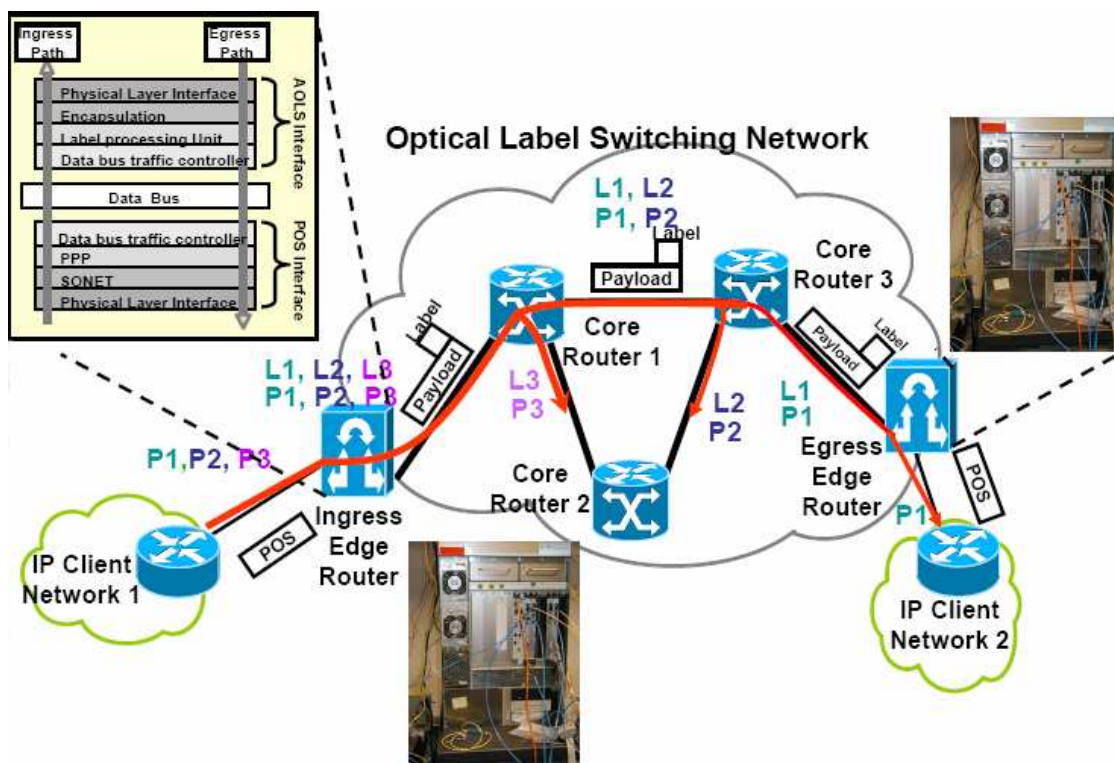 Ingress
Path
Egress
Path
Physical Layer Interface
Encapsulation
Label processing Unit
Data bus traffic controller
AOLS Interface
Data Bus
Data bus traffic controller
PPP
SONET
Physical Layer Interface
POS Interface
Optical Label Switching Network
L1, L2
P1, P2
Label
Payload
Core
Router 3
Core
Router 1
Label
Payload
Label
Payload
L1, L2, L3
P1, P2, P3
L3
P3
L2
P2
L1
P1
P1,P2, P3
Core
Router 2
Egress
Edge
Router
POS
P1
Ingress
Edge
Router
POS
IP Client
Network 1
IP Client
Network 2